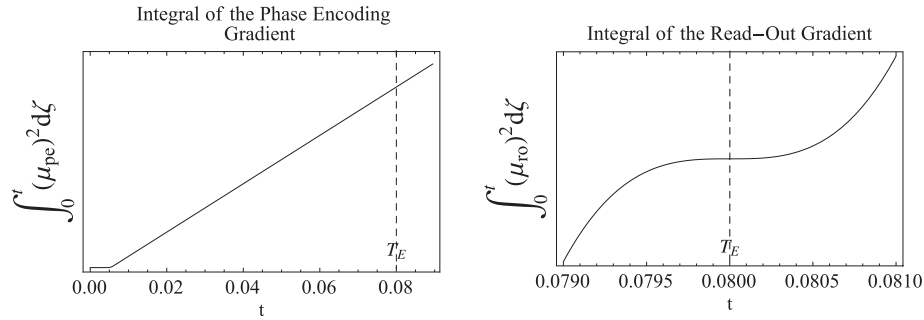 Integral of the Phase Encoding
Gradient
∫₀ᵗ(μpe)²dζ
T_E
0.00 0.02 0.04 0.06 0.08
t
Integral of the Read−Out Gradient
∫₀ᵗ(μro)²dζ
T_E
0.0790 0.0795 0.0800 0.0805 0.0810
t